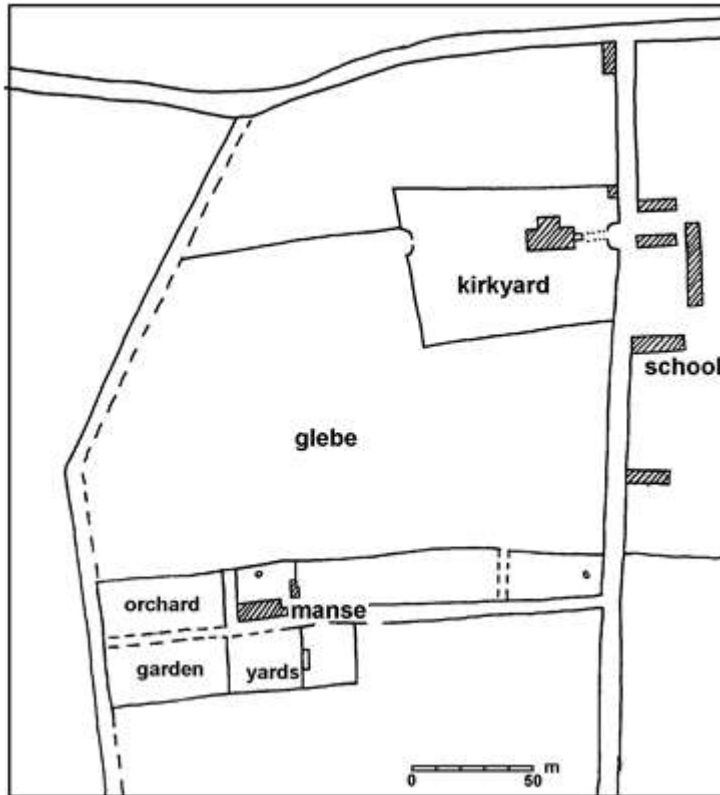 kirkyard
school
glebe
orchard
manse
garden
yards
m
0
50